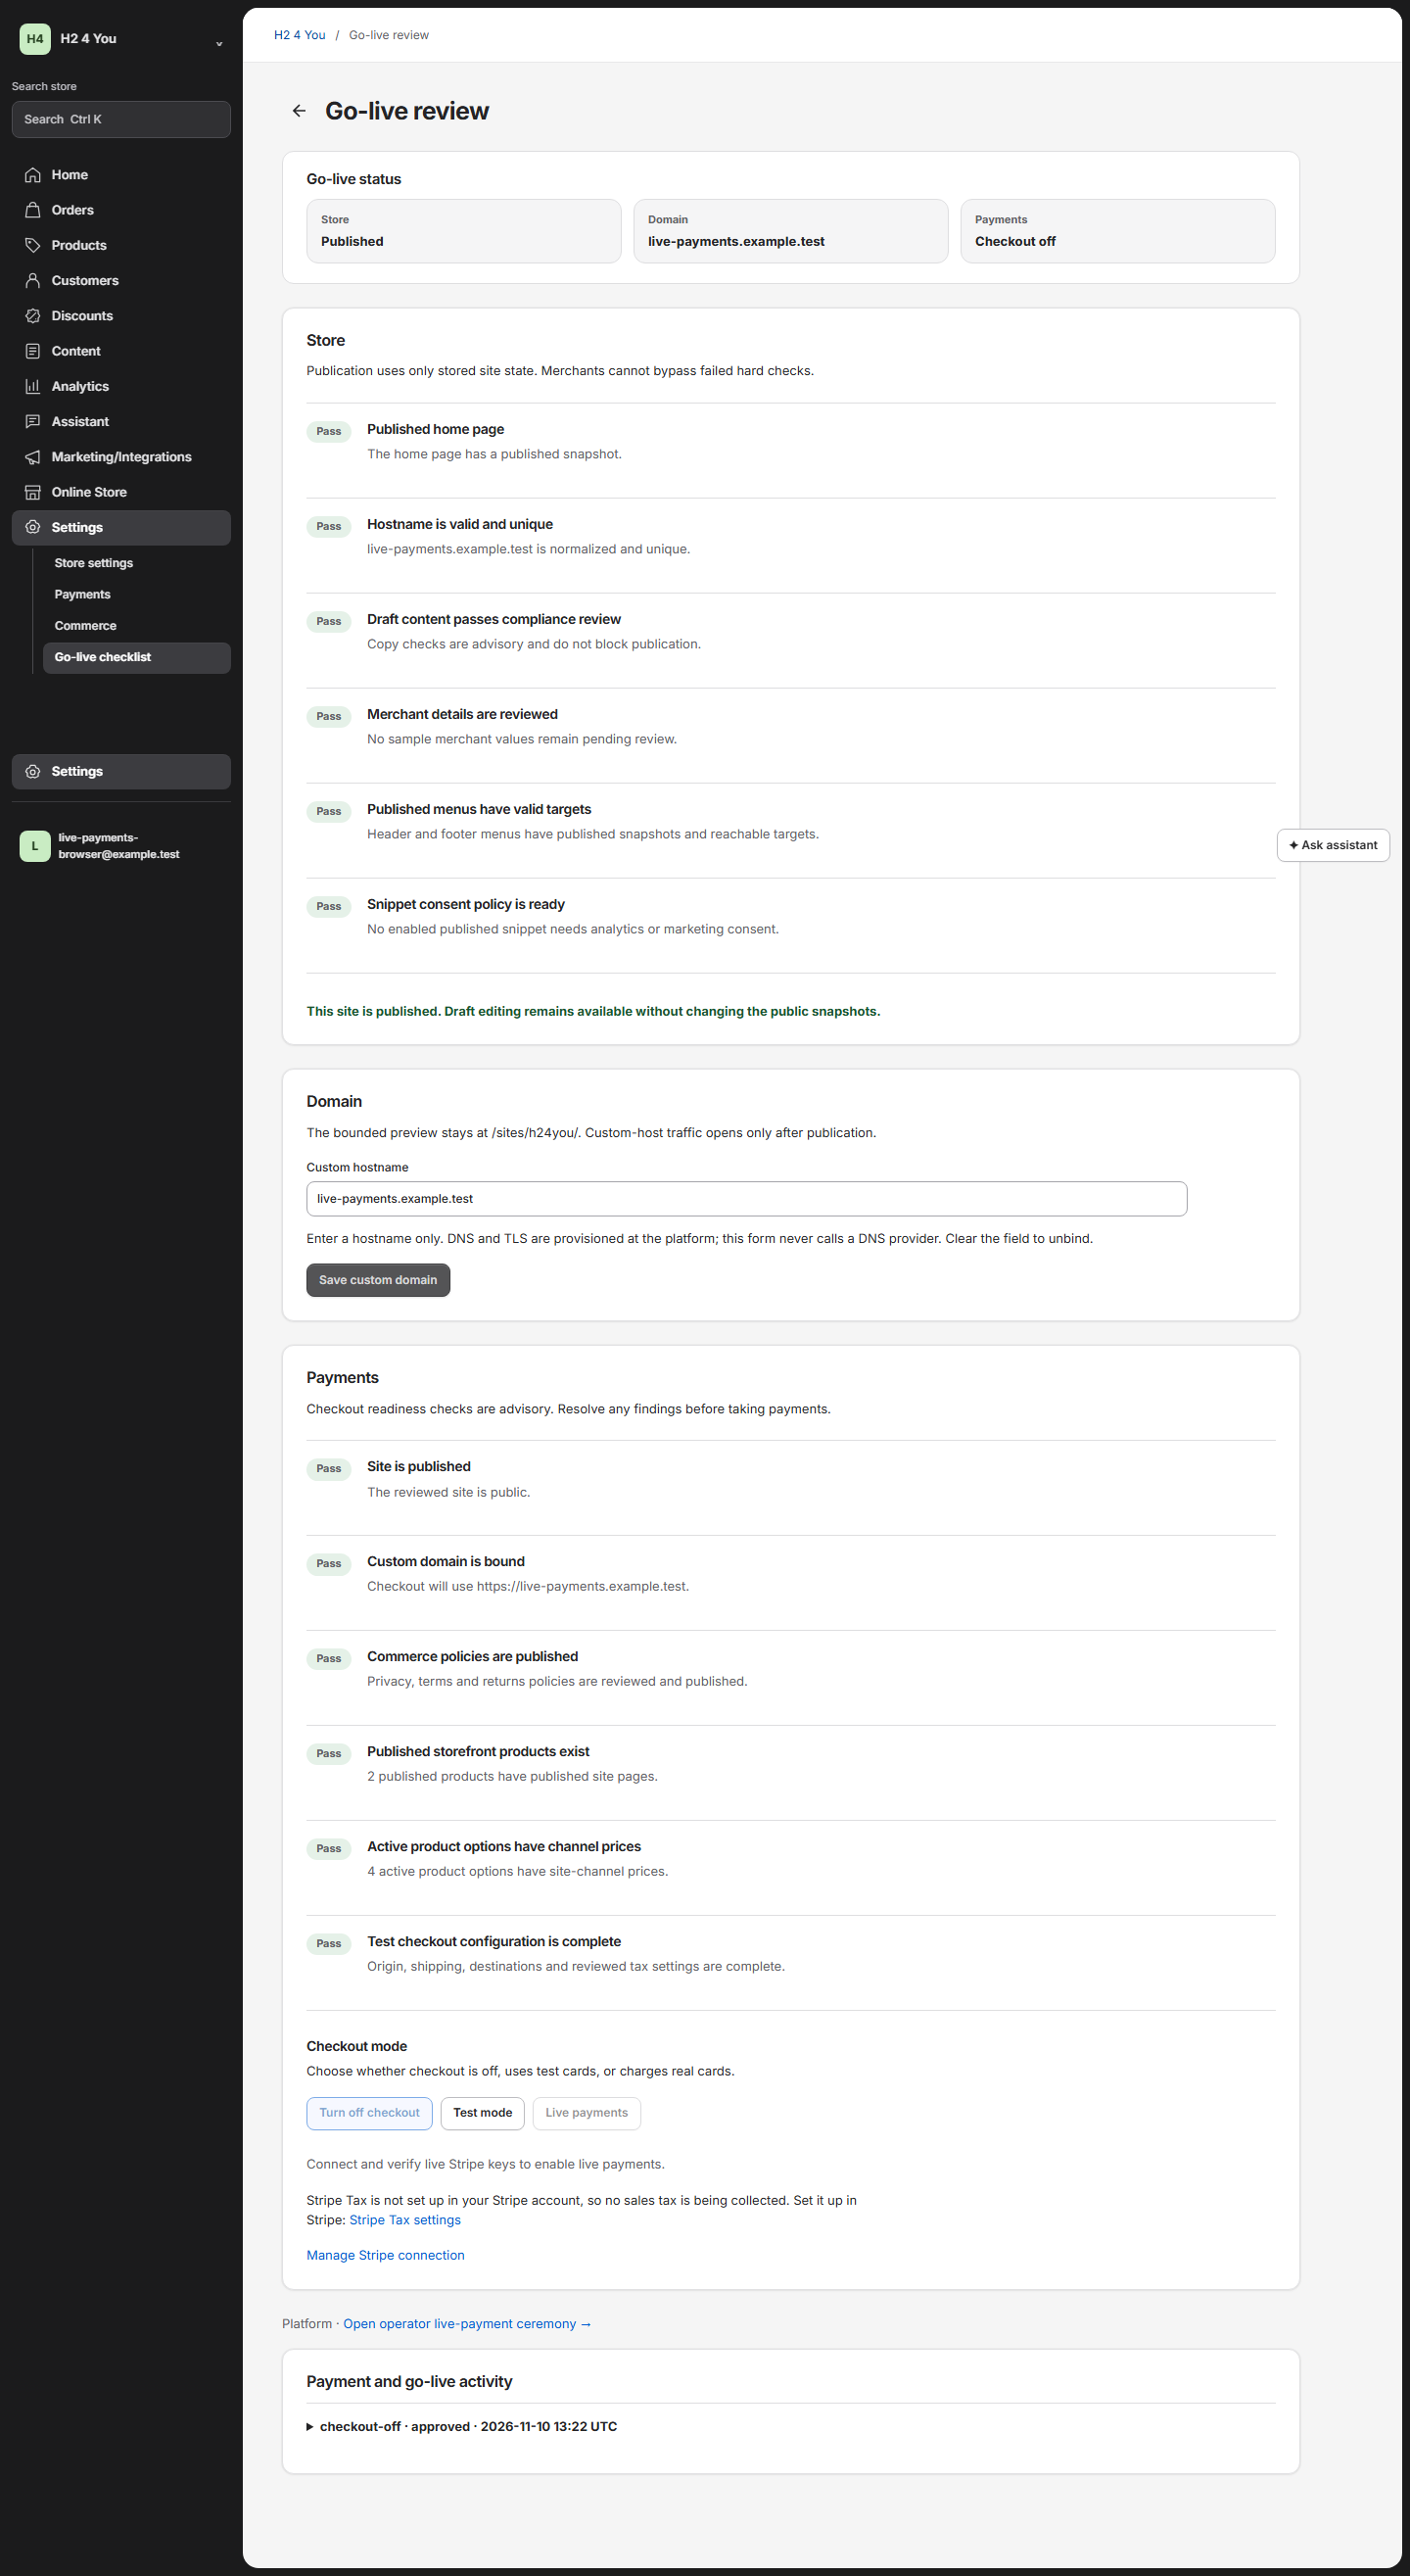 H4
H2 4 You
Search store
Search Ctrl K
Home
Orders
Products
Customers
Discounts
Content
Analytics
Assistant
Marketing/Integrations
Online Store
Settings
Store settings
Payments
Commerce
Go-live checklist
Settings
L
live-payments-
browser@example.test
H2 4 You / Go-live review
← Go-live review
Go-live status
Store
Published
Domain
live-payments.example.test
Payments
Checkout off
Store
Publication uses only stored site state. Merchants cannot bypass failed hard checks.
Pass
Published home page
The home page has a published snapshot.
Pass
Hostname is valid and unique
live-payments.example.test is normalized and unique.
Pass
Draft content passes compliance review
Copy checks are advisory and do not block publication.
Pass
Merchant details are reviewed
No sample merchant values remain pending review.
Pass
Published menus have valid targets
Header and footer menus have published snapshots and reachable targets.
✦ Ask assistant
Pass
Snippet consent policy is ready
No enabled published snippet needs analytics or marketing consent.
This site is published. Draft editing remains available without changing the public snapshots.
Domain
The bounded preview stays at /sites/h24you/. Custom-host traffic opens only after publication.
Custom hostname
live-payments.example.test
Enter a hostname only. DNS and TLS are provisioned at the platform; this form never calls a DNS provider. Clear the field to unbind.
Save custom domain
Payments
Checkout readiness checks are advisory. Resolve any findings before taking payments.
Pass
Site is published
The reviewed site is public.
Pass
Custom domain is bound
Checkout will use https://live-payments.example.test.
Pass
Commerce policies are published
Privacy, terms and returns policies are reviewed and published.
Pass
Published storefront products exist
2 published products have published site pages.
Pass
Active product options have channel prices
4 active product options have site-channel prices.
Pass
Test checkout configuration is complete
Origin, shipping, destinations and reviewed tax settings are complete.
Checkout mode
Choose whether checkout is off, uses test cards, or charges real cards.
Turn off checkout
Test mode
Live payments
Connect and verify live Stripe keys to enable live payments.
Stripe Tax is not set up in your Stripe account, so no sales tax is being collected. Set it up in
Stripe: Stripe Tax settings
Manage Stripe connection
Platform · Open operator live-payment ceremony →
Payment and go-live activity
▶ checkout-off · approved · 2026-11-10 13:22 UTC